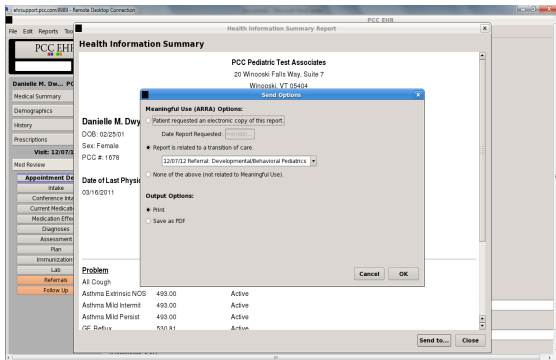 ehrsupport.pcc.com:9989 - Remote Desktop Connection
PCC EHR
File Edit Reports Too
Health Information Summary Report
x
PCC EHR
Health Information Summary
PCC Pediatric Test Associates
20 Winooski Falls Way, Suite 7
Winooski, VT 05404
Danielle M. Dw... PC
Medical Summary
Demographics
History
Prescriptions
Visit: 12/07/1
Med Review
Appointment De
Intake
Conference Inta
Current Medicati
Medication Effe
Diagnoses
Assessment
Plan
Immunization
Lab
Referrals
Follow Up
Danielle M. Dwy
DOB: 02/25/01
Sex: Female
PCC #: 1678
Date of Last Physic
03/16/2011
Send Options
x
Meaningful Use (ARRA) Options:
Patient requested an electronic copy of this report.
Date Report Requested:
Report is related to a transition of care.
12/07/12 Referral: Developmental/Behavioral Pediatrics
None of the above (not related to Meaningful Use).
Output Options:
Print
Save as PDF
Cancel OK
Problem
All Cough
Asthma Extrinsic NOS 493.00 Active
Asthma Mild Intermit 493.00 Active
Asthma Mild Persist 493.00 Active
GE Reflux 530.81 Active
Send to... Close